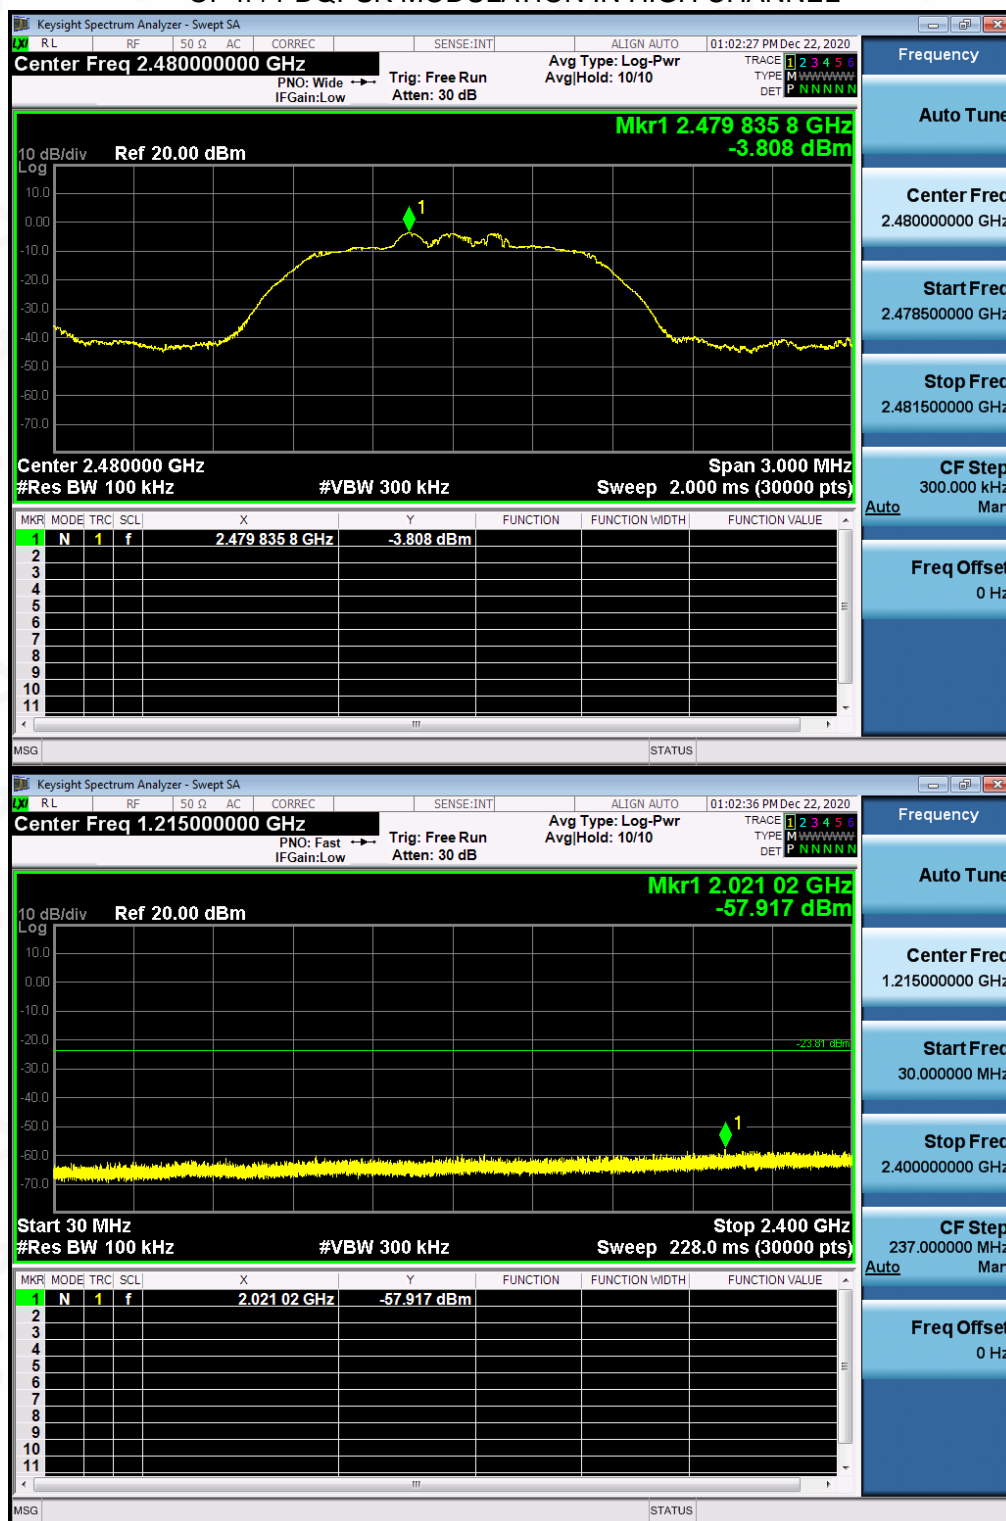 Keysight Spectrum Analyzer - Swept SA
LXI RL RF 50 Ω AC CORREC SENSE:INT ALIGN AUTO 01:02:27 PM Dec 22, 2020
Center Freq 2.480000000 GHz
PNO: Wide
IFGain:Low
Trig: Free Run
Atten: 30 dB
Avg Type: Log-Pwr
Avg|Hold: 10/10
TRACE 1 2 3 4 5 6
TYPE M WWWWW
DET P N N N N N
Mkr1 2.479 835 8 GHz
-3.808 dBm
10 dB/div Ref 20.00 dBm
Log
10.0
0.00
-10.0
-20.0
-30.0
-40.0
-50.0
-60.0
-70.0
1
Center 2.480000 GHz Span 3.000 MHz
#Res BW 100 kHz #VBW 300 kHz Sweep 2.000 ms (30000 pts)
MKR MODE TRC SCL X Y FUNCTION FUNCTION WIDTH FUNCTION VALUE
1 N 1 f 2.479 835 8 GHz -3.808 dBm
2
3
4
5
6
7
8
9
10
11
MSG STATUS
Frequency
Auto Tune
Center Freq
2.480000000 GHz
Start Freq
2.478500000 GHz
Stop Freq
2.481500000 GHz
CF Step
300.000 kHz
Auto Man
Freq Offset
0 Hz
Keysight Spectrum Analyzer - Swept SA
LXI RL RF 50 Ω AC CORREC SENSE:INT ALIGN AUTO 01:02:36 PM Dec 22, 2020
Center Freq 1.215000000 GHz
PNO: Fast
IFGain:Low
Trig: Free Run
Atten: 30 dB
Avg Type: Log-Pwr
Avg|Hold: 10/10
TRACE 1 2 3 4 5 6
TYPE M WWWWW
DET P N N N N N
Mkr1 2.021 02 GHz
-57.917 dBm
10 dB/div Ref 20.00 dBm
Log
10.0
0.00
-10.0
-20.0
-30.0
-40.0
-50.0
-60.0
-70.0
-23.81 dBm
1
Start 30 MHz Stop 2.400 GHz
#Res BW 100 kHz #VBW 300 kHz Sweep 228.0 ms (30000 pts)
MKR MODE TRC SCL X Y FUNCTION FUNCTION WIDTH FUNCTION VALUE
1 N 1 f 2.021 02 GHz -57.917 dBm
2
3
4
5
6
7
8
9
10
11
MSG STATUS
Frequency
Auto Tune
Center Freq
1.215000000 GHz
Start Freq
30.000000 MHz
Stop Freq
2.400000000 GHz
CF Step
237.000000 MHz
Auto Man
Freq Offset
0 Hz